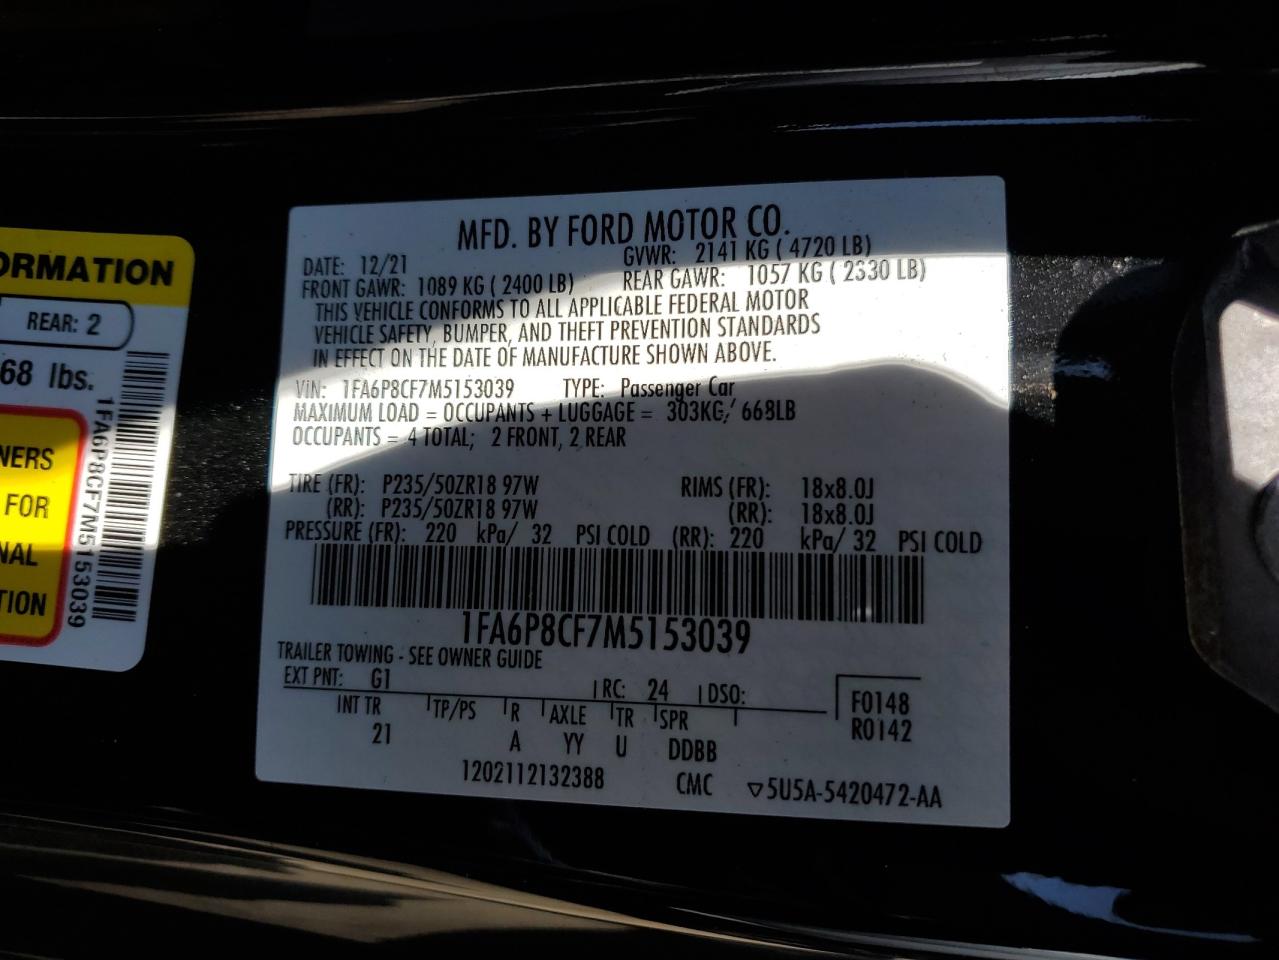 ORMATION
REAR: 2
68 lbs.
NERS
FOR
NAL
TION
1FA6P8CF7M5153039
MFD. BY FORD MOTOR CO.
DATE: 12/21 GVWR: 2141 KG ( 4720 LB)
FRONT GAWR: 1089 KG ( 2400 LB) REAR GAWR: 1057 KG ( 2330 LB)
THIS VEHICLE CONFORMS TO ALL APPLICABLE FEDERAL MOTOR
VEHICLE SAFETY, BUMPER, AND THEFT PREVENTION STANDARDS
IN EFFECT ON THE DATE OF MANUFACTURE SHOWN ABOVE.
VIN: 1FA6P8CF7M5153039 TYPE: Passenger Car
MAXIMUM LOAD = OCCUPANTS + LUGGAGE = 303KG/ 668LB
OCCUPANTS = 4 TOTAL; 2 FRONT, 2 REAR
TIRE (FR): P235/50ZR18 97W RIMS (FR): 18x8.0J
(RR): P235/50ZR18 97W (RR): 18x8.0J
PRESSURE (FR): 220 kPa/ 32 PSI COLD (RR): 220 kPa/ 32 PSI COLD
1FA6P8CF7M5153039
TRAILER TOWING - SEE OWNER GUIDE
EXT PNT: G1 RC: 24 DSO: F0148
INT TR TP/PS R AXLE TR SPR R0142
21 A YY U DDBB
1202112132388 CMC ▽5U5A-5420472-AA